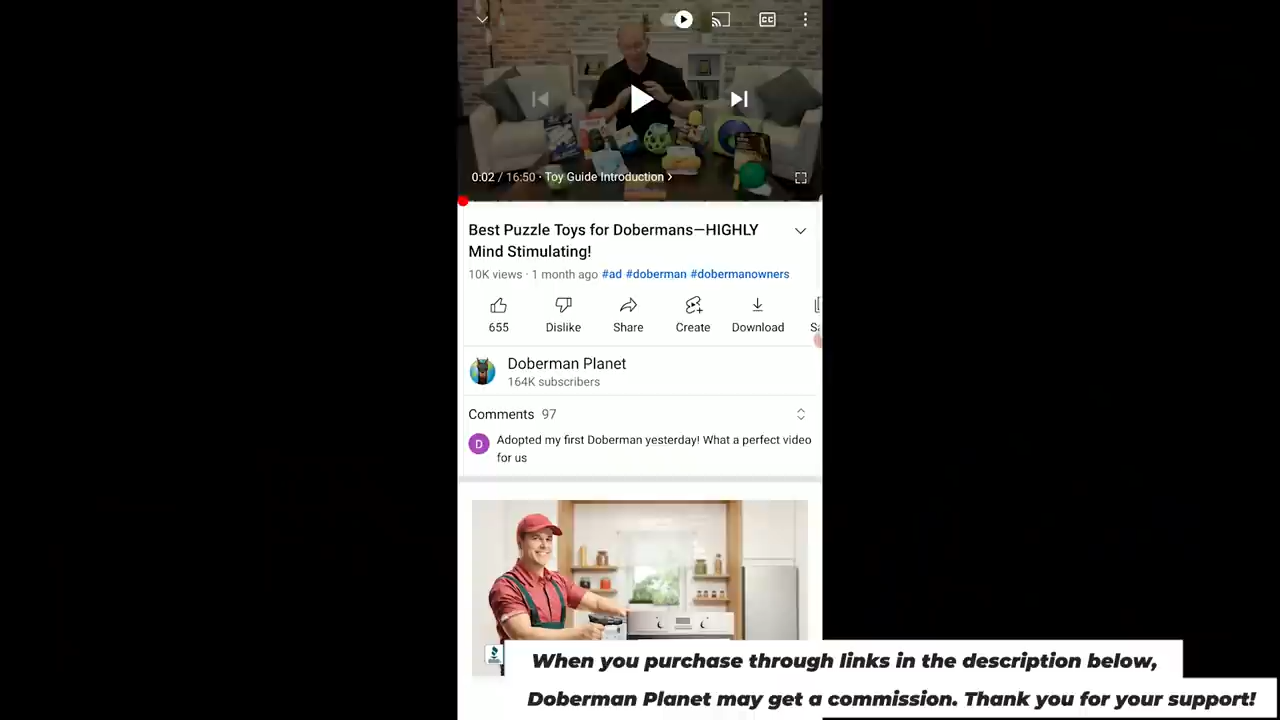 CC
0:02 / 16:50 · Toy Guide Introduction >
Best Puzzle Toys for Dobermans—HIGHLY
Mind Stimulating!
10K views · 1 month ago #ad #doberman #dobermanowners
655 Dislike Share Create Download
Doberman Planet
164K subscribers
Comments 97
D
Adopted my first Doberman yesterday! What a perfect video
for us
When you purchase through links in the description below,
Doberman Planet may get a commission. Thank you for your support!